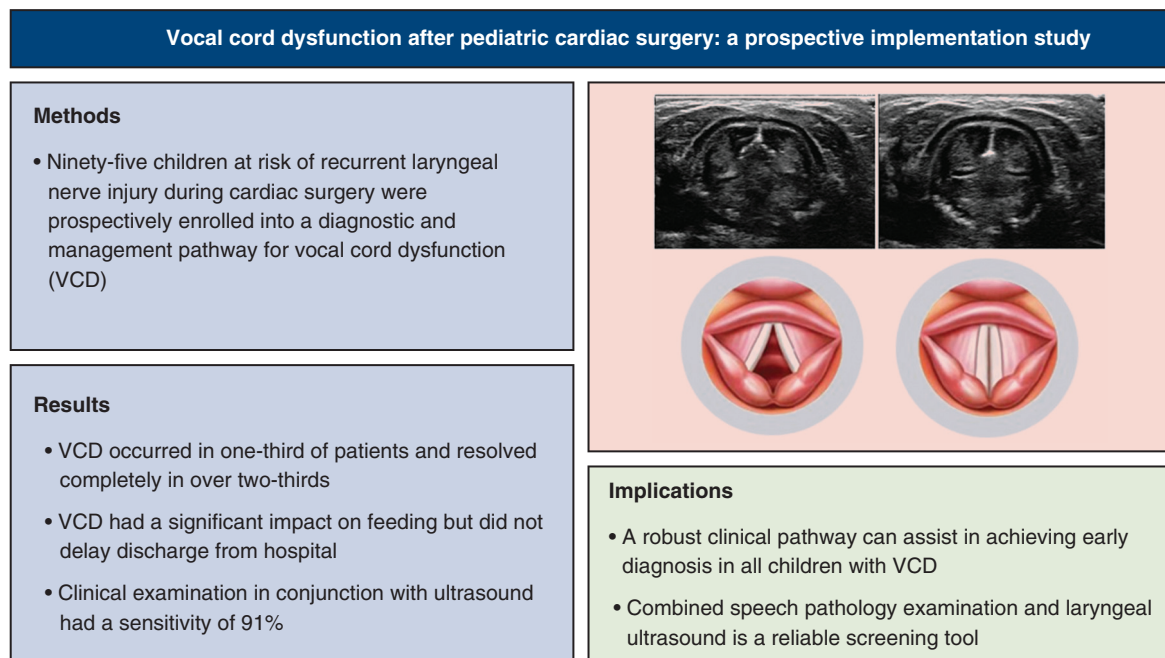 Vocal cord dysfunction after pediatric cardiac surgery: a prospective implementation study
Methods
• Ninety-five children at risk of recurrent laryngeal
nerve injury during cardiac surgery were
prospectively enrolled into a diagnostic and
management pathway for vocal cord dysfunction
(VCD)
Results
• VCD occurred in one-third of patients and resolved
completely in over two-thirds
• VCD had a significant impact on feeding but did not
delay discharge from hospital
• Clinical examination in conjunction with ultrasound
had a sensitivity of 91%
Implications
• A robust clinical pathway can assist in achieving early
diagnosis in all children with VCD
• Combined speech pathology examination and laryngeal
ultrasound is a reliable screening tool